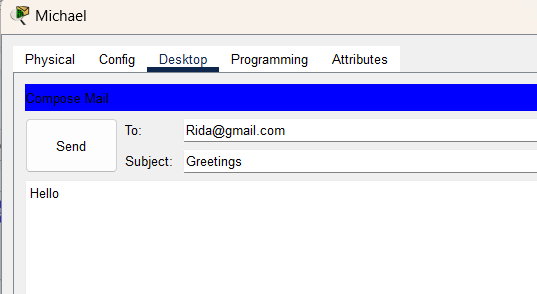 Michael
Physical Config Desktop Programming Attributes
Compose Mail
Send
To: Rida@gmail.com
Subject: Greetings
Hello